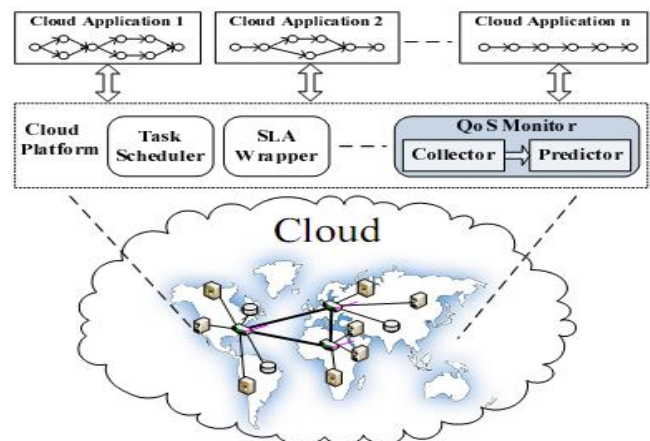 Cloud Application 1
Cloud Application 2
Cloud Application n
Cloud
Platform
Task
Scheduler
SLA
Wrapper
QoS Monitor
Collector
Predictor
Cloud